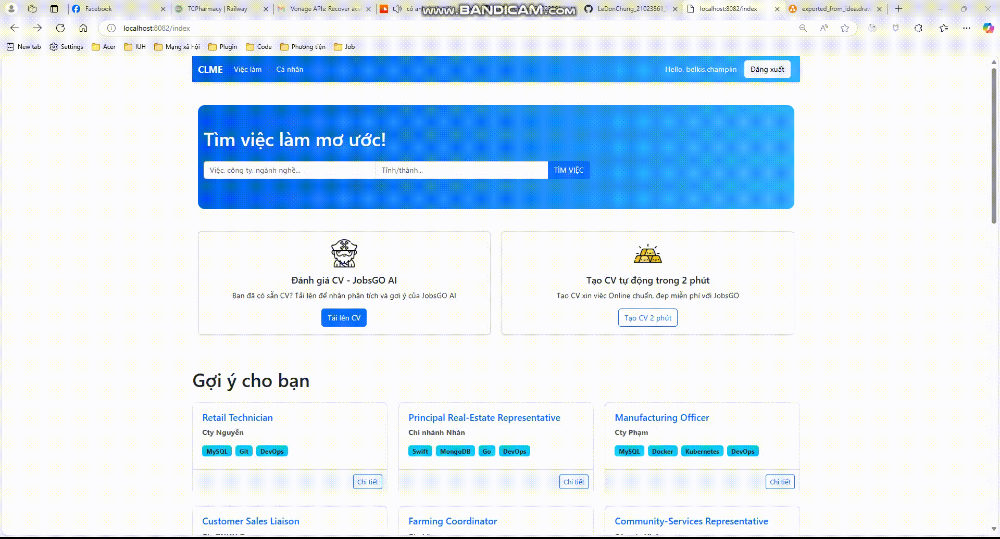 Facebook
TCPharmacy | Railway
Vonage APIs: Recover acc
www.BANDICAM.com
LeDonChung_21023861_
localhost:8082/index
exported_from_idea.draw
localhost:8082/index
New tab
Settings
Acer
IUH
Mạng xã hội
Plugin
Code
Phương tiện
Job
CLME
Việc làm
Cá nhân
Hello, belkis.champlin
Đăng xuất
Tìm việc làm mơ ước!
Việc, công ty, ngành nghề...
Tỉnh/thành...
TÌM VIỆC
Đánh giá CV - JobsGO AI
Bạn đã có sẵn CV? Tải lên để nhận phân tích và gợi ý của JobsGO AI
Tải lên CV
Tạo CV tự động trong 2 phút
Tạo CV xin việc Online chuẩn, đẹp miễn phí với JobsGO
Tạo CV 2 phút
Gợi ý cho bạn
Retail Technician
Cty Nguyễn
MySQL Git DevOps
Chi tiết
Principal Real-Estate Representative
Chi nhánh Nhàn
Swift MongoDB Go DevOps
Chi tiết
Manufacturing Officer
Cty Phạm
MySQL Docker Kubernetes DevOps
Chi tiết
Customer Sales Liaison
Farming Coordinator
Community-Services Representative